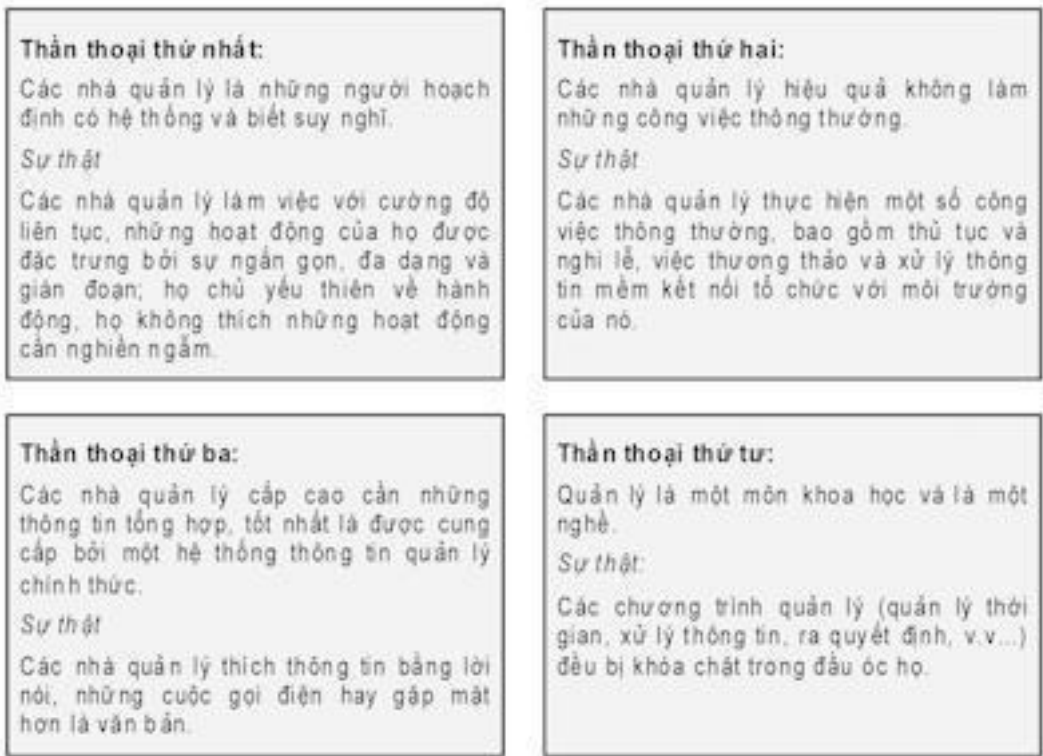 Thần thoại thứ nhất:
Các nhà quản lý là những người hoạch
định có hệ thống và biết suy nghĩ.
Sự thật
Các nhà quản lý làm việc với cường độ
liên tục, những hoạt động của họ được
đặc trưng bởi sự ngắn gọn, đa dạng và
gián đoạn; họ chủ yếu thiên về hành
động, họ không thích những hoạt động
cần nghiền ngẫm.
Thần thoại thứ hai:
Các nhà quản lý hiệu quả không làm
những công việc thông thường.
Sự thật
Các nhà quản lý thực hiện một số công
việc thông thường, bao gồm thủ tục và
nghi lễ, việc thương thảo và xử lý thông
tin mềm kết nối tổ chức với môi trường
của nó.
Thần thoại thứ ba:
Các nhà quản lý cấp cao cần những
thông tin tổng hợp, tốt nhất là được cung
cấp bởi một hệ thống thông tin quản lý
chính thức.
Sự thật
Các nhà quản lý thích thông tin bằng lời
nói, những cuộc gọi điện hay gặp mặt
hơn là văn bản.
Thần thoại thứ tư:
Quản lý là một môn khoa học và là một
nghề.
Sự thật:
Các chương trình quản lý (quản lý thời
gian, xử lý thông tin, ra quyết định, v.v...)
đều bị khóa chặt trong đầu óc họ.